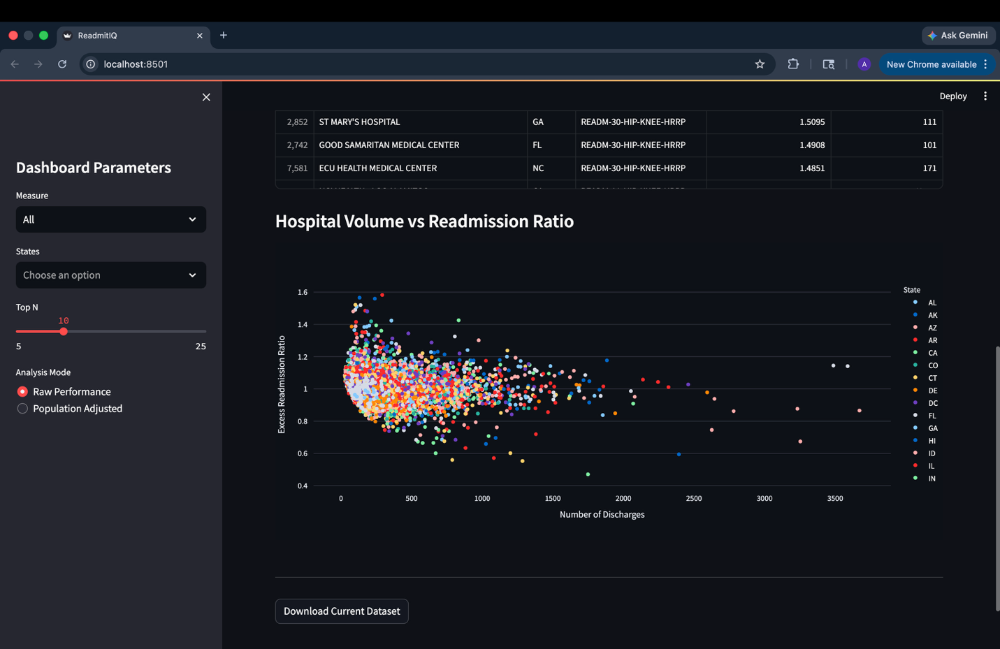 ReadmitIQ
Ask Gemini
localhost:8501
A
New Chrome available
Deploy
Dashboard Parameters
Measure
All
States
Choose an option
Top N
10
5 25
Analysis Mode
Raw Performance
Population Adjusted
2,852 ST MARY'S HOSPITAL GA READM-30-HIP-KNEE-HRRP 1.5095 111
2,742 GOOD SAMARITAN MEDICAL CENTER FL READM-30-HIP-KNEE-HRRP 1.4908 101
7,581 ECU HEALTH MEDICAL CENTER NC READM-30-HIP-KNEE-HRRP 1.4851 171
Hospital Volume vs Readmission Ratio
Excess Readmission Ratio
1.6
1.4
1.2
1
0.8
0.6
0.4
0 500 1000 1500 2000 2500 3000 3500
Number of Discharges
State
AL
AK
AZ
AR
CA
CO
CT
DE
DC
FL
GA
HI
ID
IL
IN
Download Current Dataset